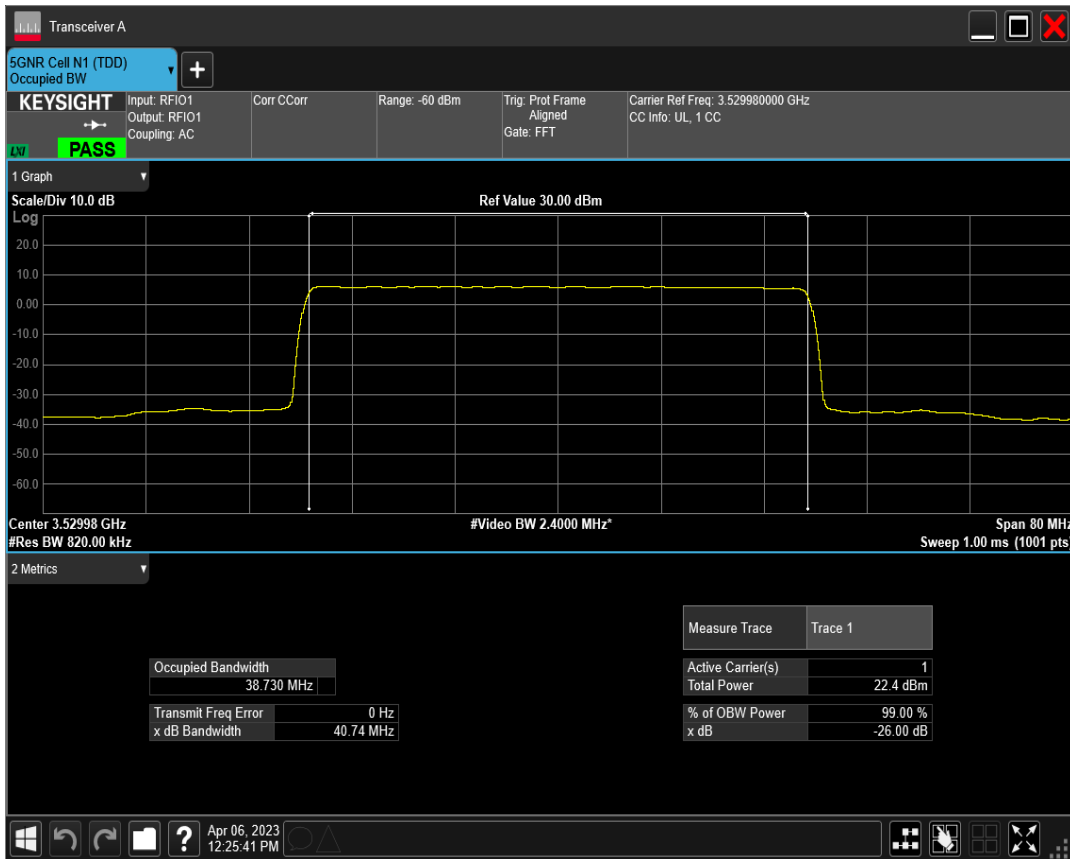 Transceiver A
5GNR Cell N1 (TDD)
Occupied BW
+
KEYSIGHT
LXI
PASS
Input: RFIO1
Output: RFIO1
Coupling: AC
Corr CCorr
Range: -60 dBm
Trig: Prot Frame
Aligned
Gate: FFT
Carrier Ref Freq: 3.529980000 GHz
CC Info: UL, 1 CC
1 Graph
Scale/Div 10.0 dB
Ref Value 30.00 dBm
Log
20.0
10.0
0.00
-10.0
-20.0
-30.0
-40.0
-50.0
-60.0
Center 3.52998 GHz
#Video BW 2.4000 MHz*
Span 80 MHz
#Res BW 820.00 kHz
Sweep 1.00 ms (1001 pts)
2 Metrics
Measure Trace Trace 1
Occupied Bandwidth
38.730 MHz
Active Carrier(s) 1
Total Power 22.4 dBm
Transmit Freq Error 0 Hz
x dB Bandwidth 40.74 MHz
% of OBW Power 99.00 %
x dB -26.00 dB
?
Apr 06, 2023
12:25:41 PM